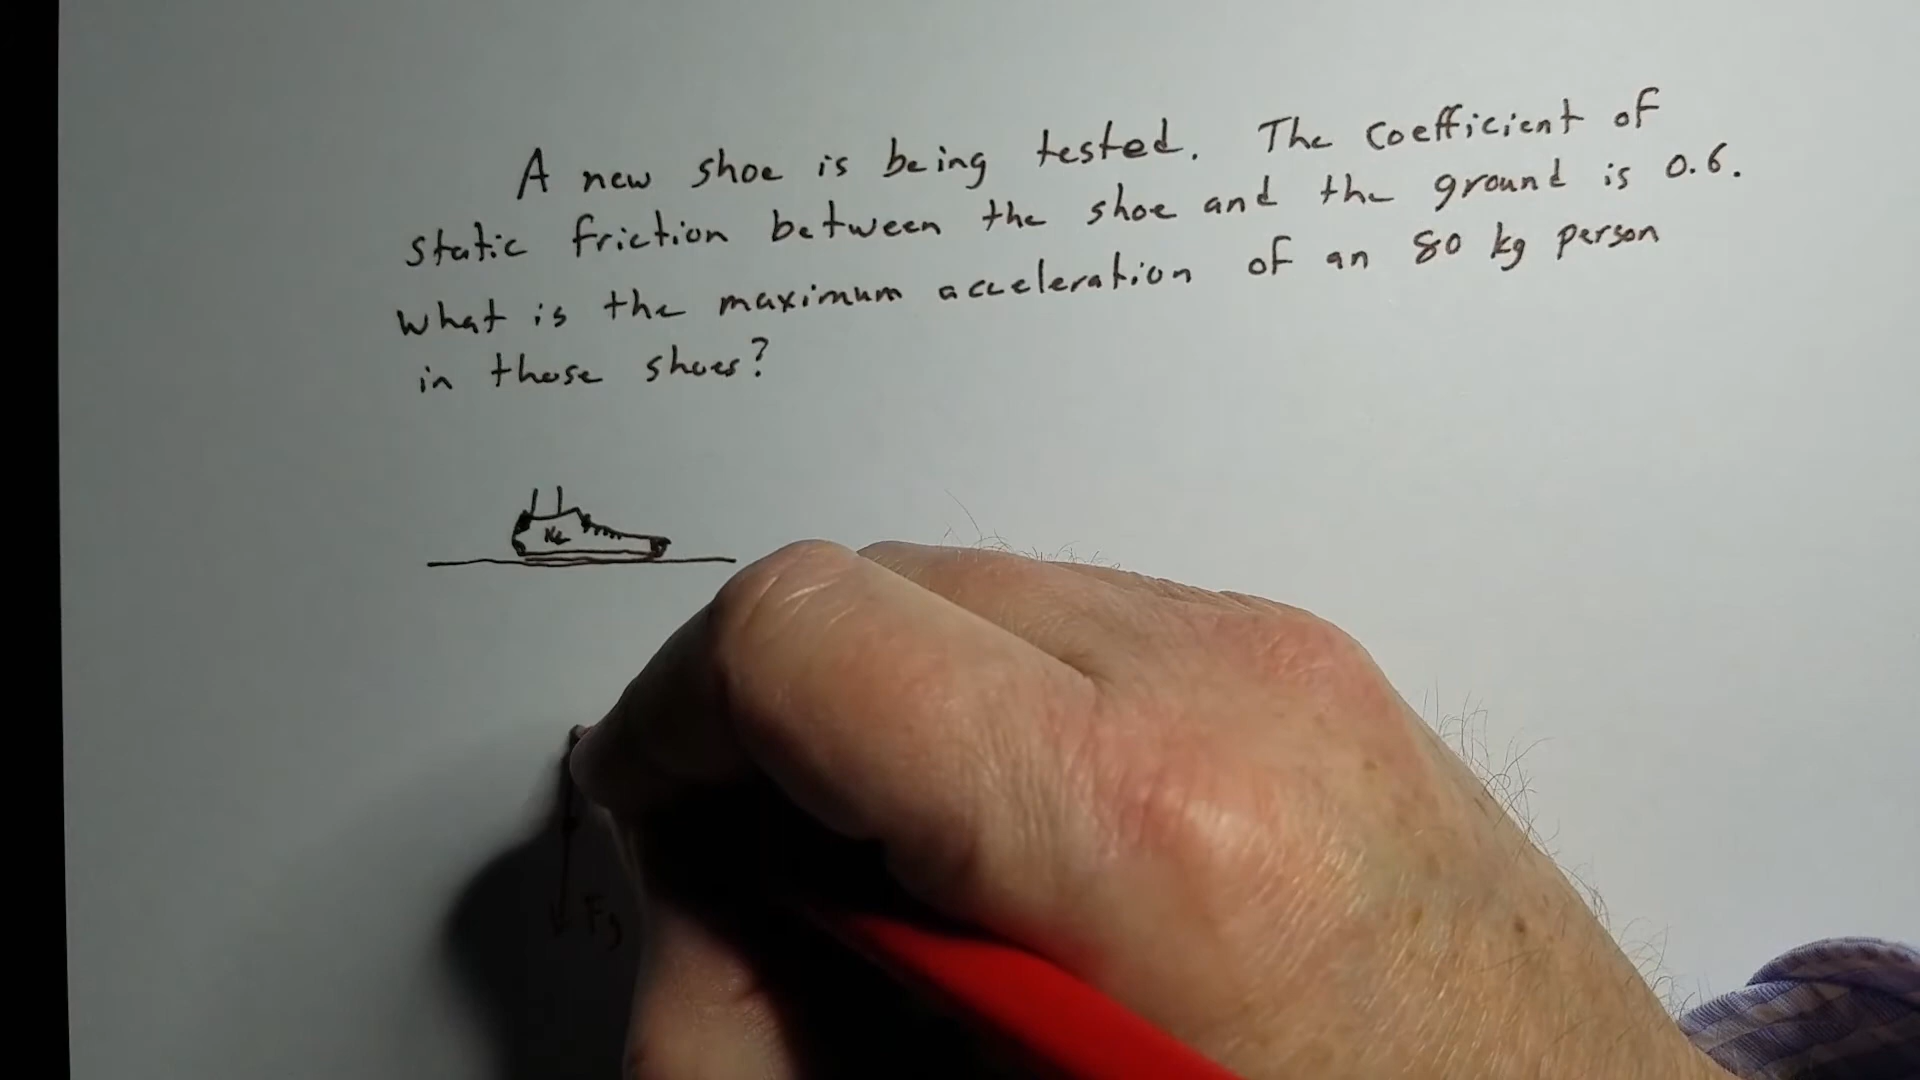 A new shoe is being tested. The coefficient of
static friction between the shoe and the ground is 0.6.
What is the maximum acceleration of an 80 kg person
in those shoes?
Fg